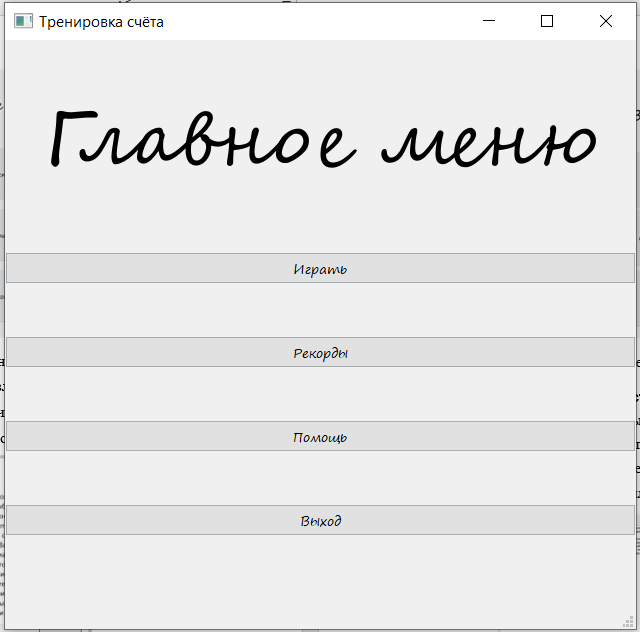 Тренировка счёта
Главное меню
Играть
Рекорды
Помощь
Выход